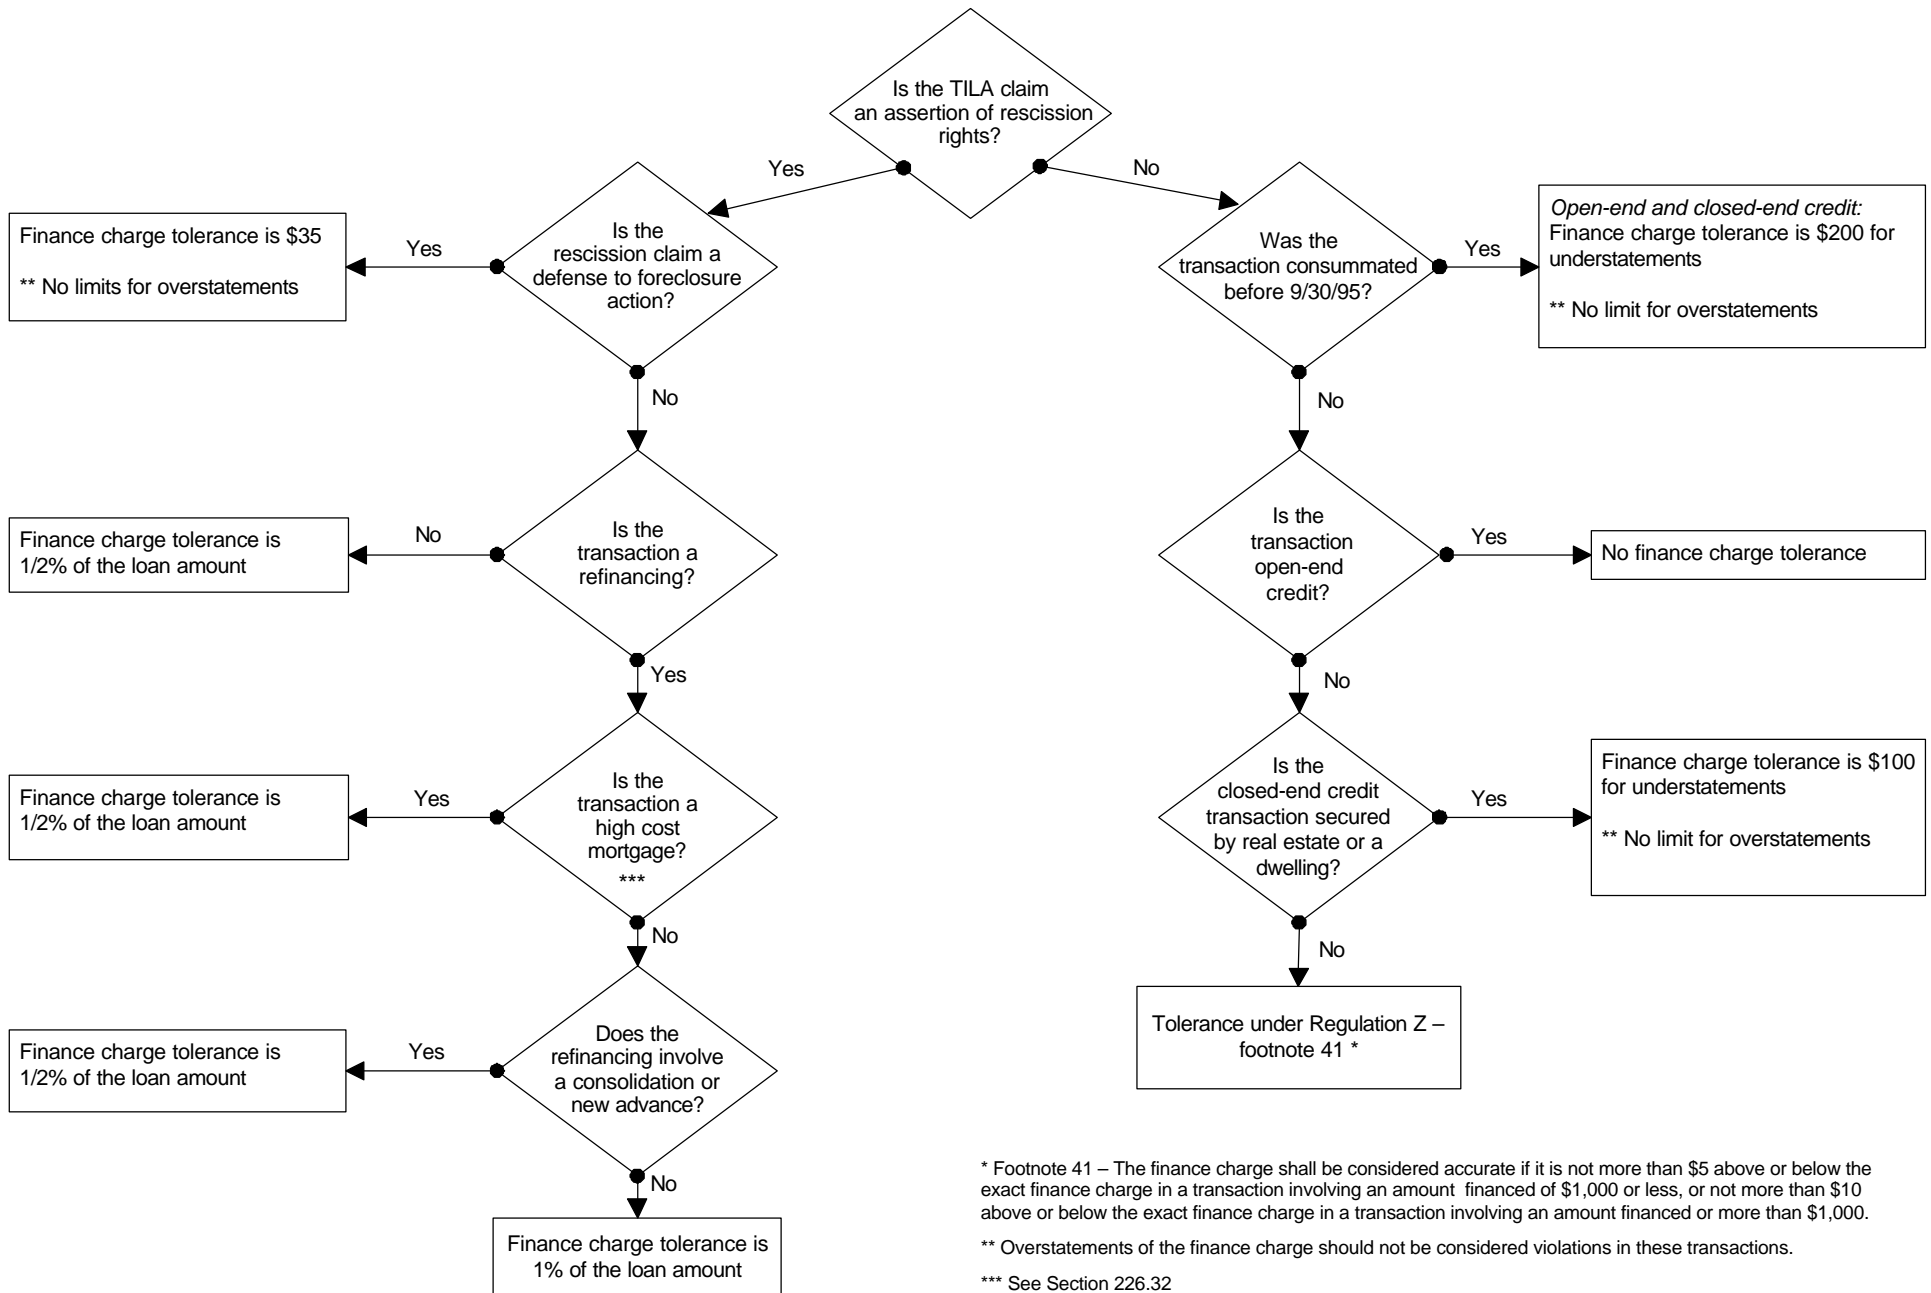 Is the TILA claim
an assertion of rescission
rights?
Yes
No
Is the
rescission claim a
defense to foreclosure
action?
Yes
Finance charge tolerance is $35
** No limits for overstatements
No
Was the
transaction consummated
before 9/30/95?
Yes
Open-end and closed-end credit:
Finance charge tolerance is $200 for
understatements
** No limit for overstatements
No
Is the
transaction a
refinancing?
No
Finance charge tolerance is
1/2% of the loan amount
Yes
Is the
transaction
open-end
credit?
Yes
No finance charge tolerance
No
Is the
transaction a
high cost
mortgage?
***
Yes
Finance charge tolerance is
1/2% of the loan amount
No
Is the
closed-end credit
transaction secured
by real estate or a
dwelling?
Yes
Finance charge tolerance is $100
for understatements
** No limit for overstatements
No
Does the
refinancing involve
a consolidation or
new advance?
Yes
Finance charge tolerance is
1/2% of the loan amount
No
Finance charge tolerance is
1% of the loan amount
Tolerance under Regulation Z –
footnote 41 *
* Footnote 41 – The finance charge shall be considered accurate if it is not more than $5 above or below the
exact finance charge in a transaction involving an amount financed of $1,000 or less, or not more than $10
above or below the exact finance charge in a transaction involving an amount financed or more than $1,000.
** Overstatements of the finance charge should not be considered violations in these transactions.
*** See Section 226.32